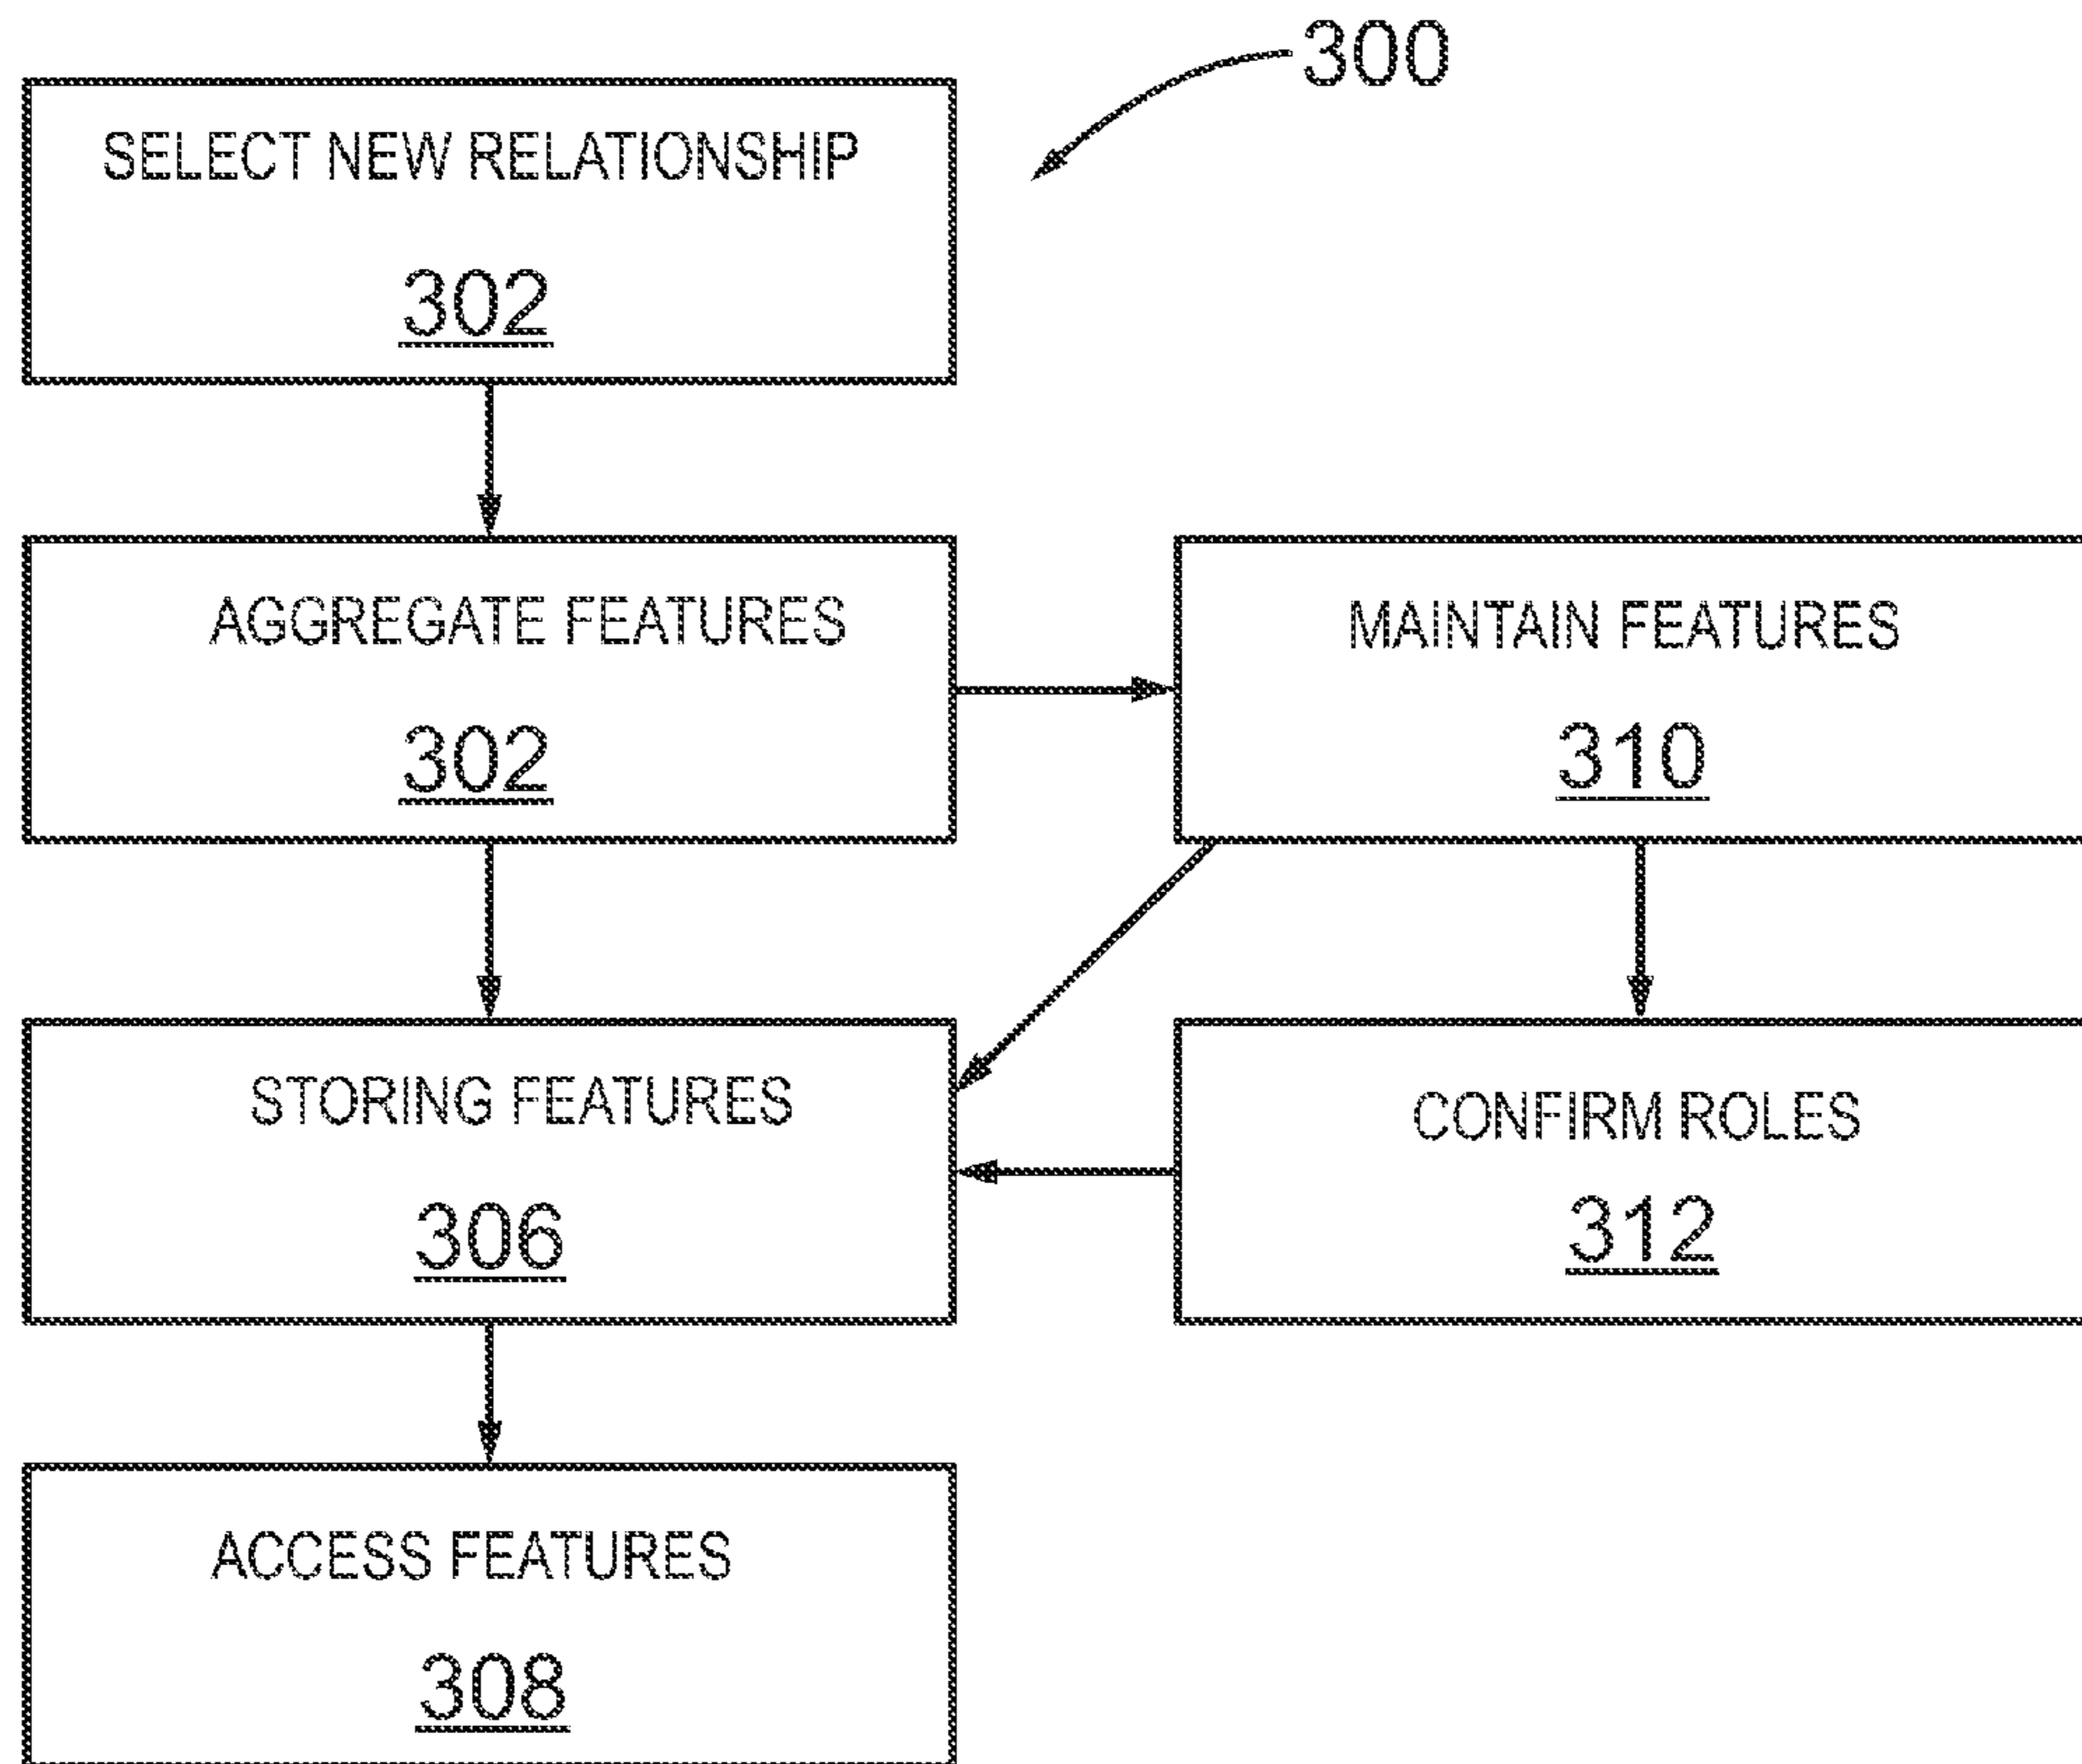 300
SELECT NEW RELATIONSHIP
302
AGGREGATE FEATURES
302
MAINTAIN FEATURES
310
STORING FEATURES
306
CONFIRM ROLES
312
ACCESS FEATURES
308